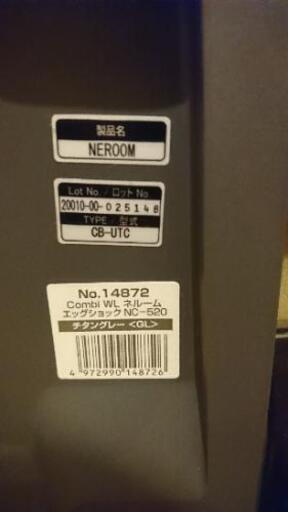 製品名
NEROOM
Lot No./ロットNo
20010-00-025148
TYPE/型式
CB-UTC
No.14872
Combi WL ネルーム
エッグショック NC-520
チタングレー <GL>
4 972990 148726